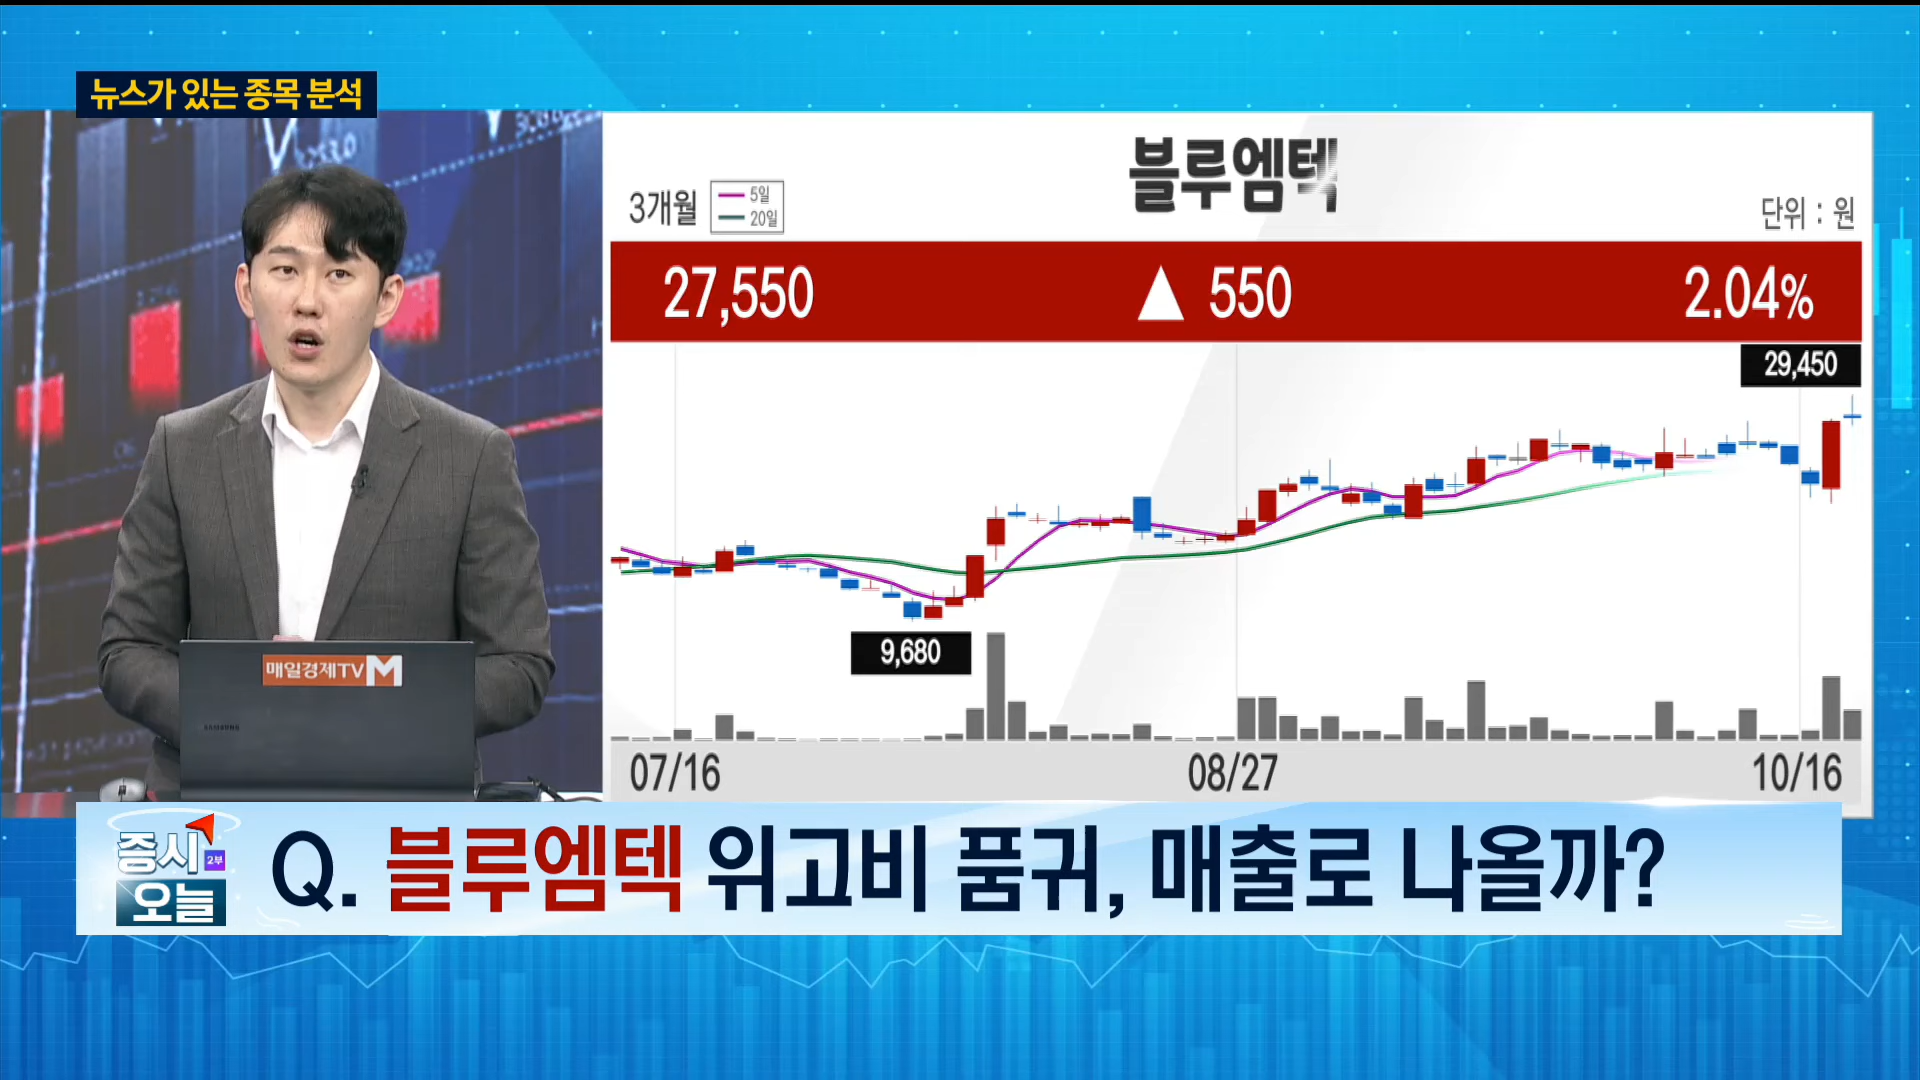 뉴스가 있는 종목 분석
블루엠텍
3개월
5일
20일
단위 : 원
27,550 ▲ 550 2.04%
29,450
9,680
07/16 08/27 10/16
매일경제TV M
SAMSUNG
증시 2부
오늘
Q. 블루엠텍 위고비 품귀, 매출로 나올까?